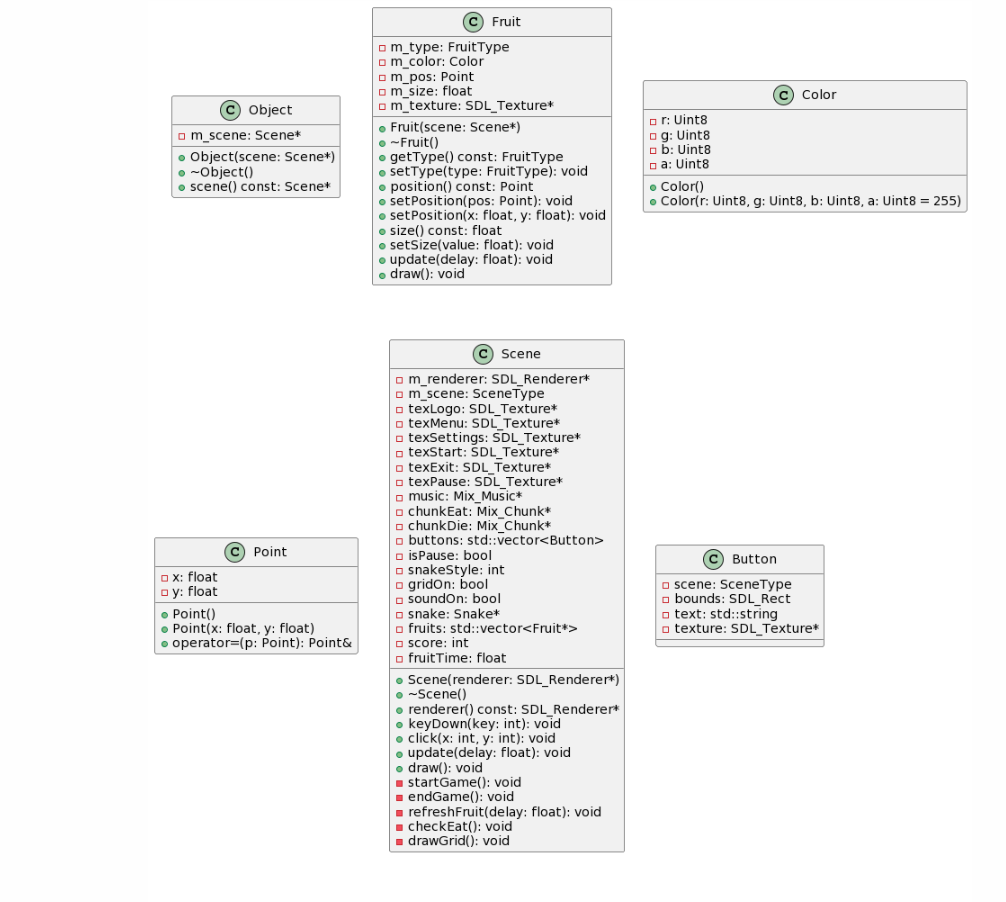 C Object
m_scene: Scene*
Object(scene: Scene*)
~Object()
scene() const: Scene*
C Fruit
m_type: FruitType
m_color: Color
m_pos: Point
m_size: float
m_texture: SDL_Texture*
Fruit(scene: Scene*)
~Fruit()
getType() const: FruitType
setType(type: FruitType): void
position() const: Point
setPosition(pos: Point): void
setPosition(x: float, y: float): void
size() const: float
setSize(value: float): void
update(delay: float): void
draw(): void
C Color
r: Uint8
g: Uint8
b: Uint8
a: Uint8
Color()
Color(r: Uint8, g: Uint8, b: Uint8, a: Uint8 = 255)
C Point
x: float
y: float
Point()
Point(x: float, y: float)
operator=(p: Point): Point&
C Scene
m_renderer: SDL_Renderer*
m_scene: SceneType
texLogo: SDL_Texture*
texMenu: SDL_Texture*
texSettings: SDL_Texture*
texStart: SDL_Texture*
texExit: SDL_Texture*
texPause: SDL_Texture*
music: Mix_Music*
chunkEat: Mix_Chunk*
chunkDie: Mix_Chunk*
buttons: std::vector<Button>
isPause: bool
snakeStyle: int
gridOn: bool
soundOn: bool
snake: Snake*
fruits: std::vector<Fruit*>
score: int
fruitTime: float
Scene(renderer: SDL_Renderer*)
~Scene()
renderer() const: SDL_Renderer*
keyDown(key: int): void
click(x: int, y: int): void
update(delay: float): void
draw(): void
startGame(): void
endGame(): void
refreshFruit(delay: float): void
checkEat(): void
drawGrid(): void
C Button
scene: SceneType
bounds: SDL_Rect
text: std::string
texture: SDL_Texture*